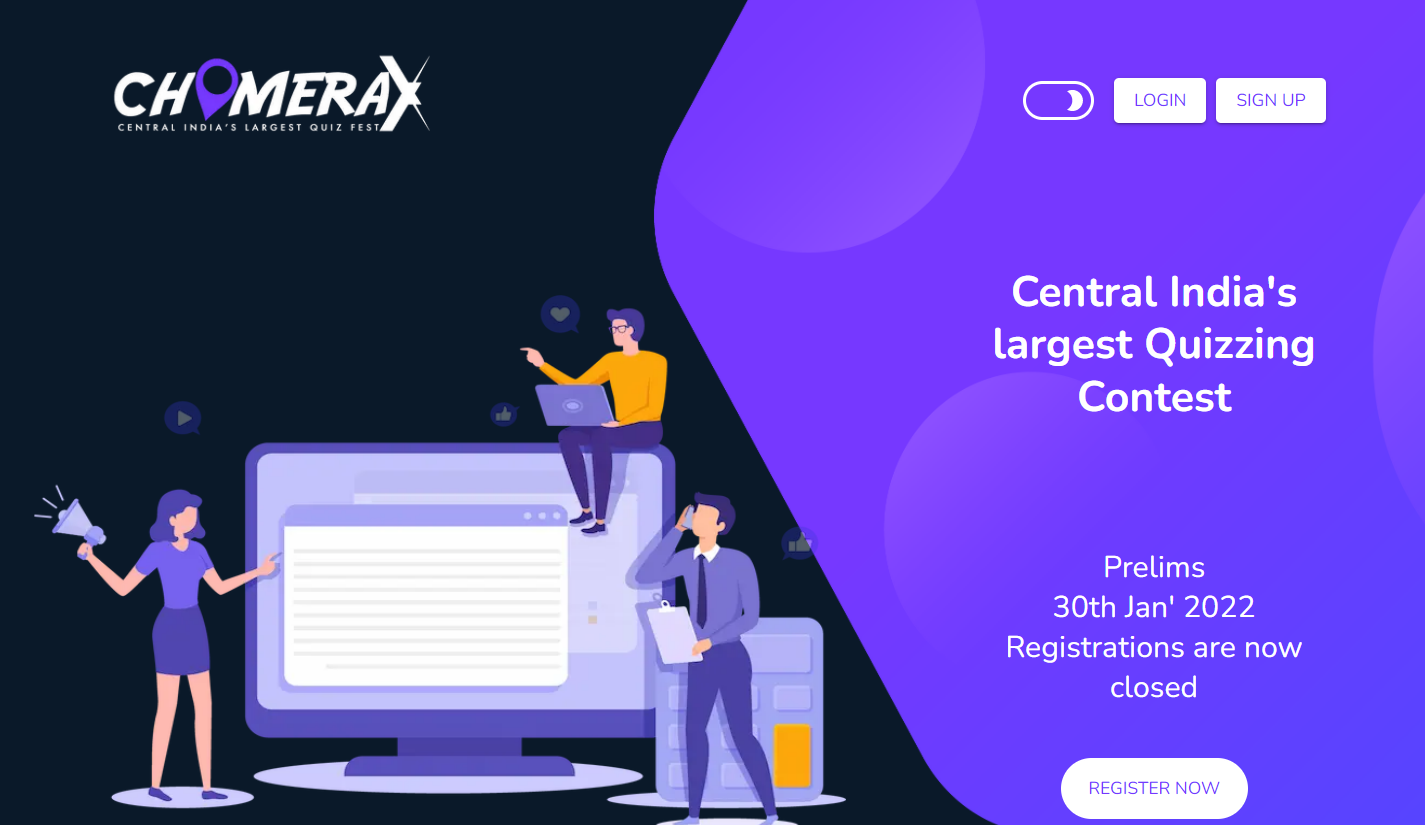 CHOMERAX
CENTRAL INDIA'S LARGEST QUIZ FEST
LOGIN
SIGN UP
Central India's
largest Quizzing
Contest
Prelims
30th Jan' 2022
Registrations are now
closed
REGISTER NOW